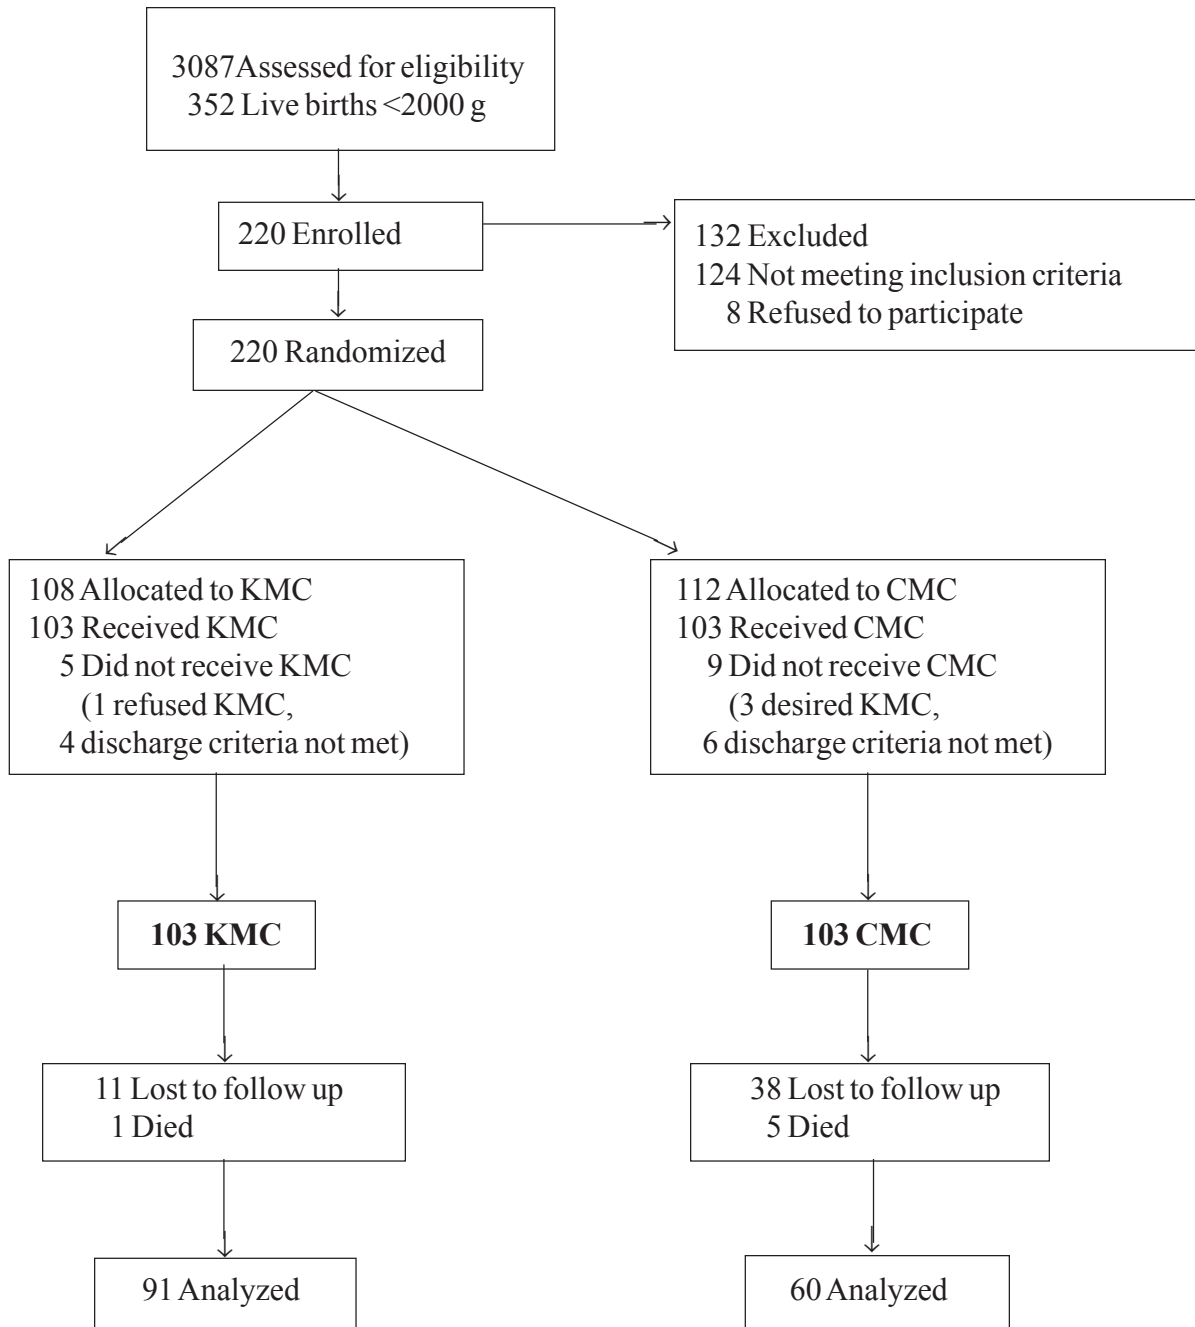 3087 Assessed for eligibility
352 Live births <2000 g
220 Enrolled
132 Excluded
124 Not meeting inclusion criteria
8 Refused to participate
220 Randomized
108 Allocated to KMC
103 Received KMC
5 Did not receive KMC
(1 refused KMC,
4 discharge criteria not met)
112 Allocated to CMC
103 Received CMC
9 Did not receive CMC
(3 desired KMC,
6 discharge criteria not met)
103 KMC
103 CMC
11 Lost to follow up
1 Died
38 Lost to follow up
5 Died
91 Analyzed
60 Analyzed